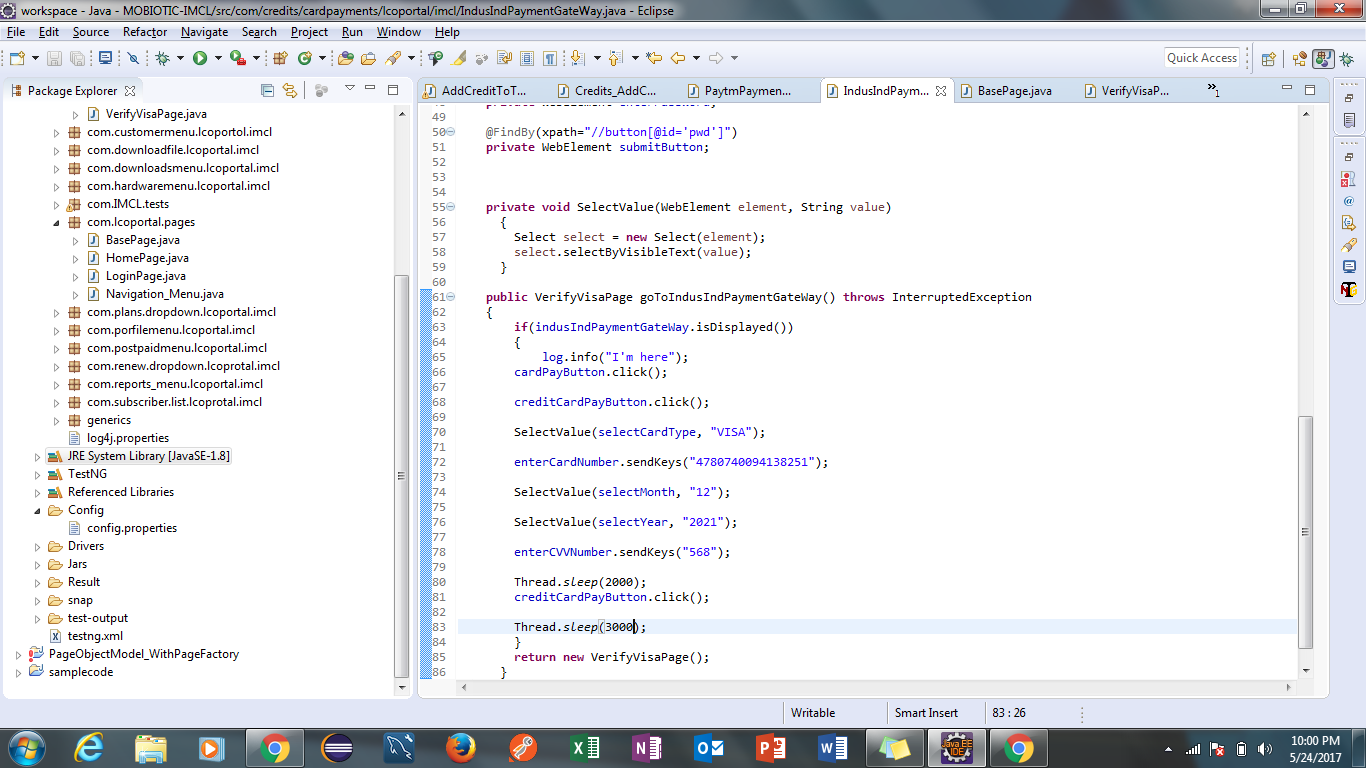 workspace - Java - MOBIOTIC-IMCL/src/com/credits/cardpayments/lcoportal/imcl/IndusIndPaymentGateWay.java - Eclipse
File Edit Source Refactor Navigate Search Project Run Window Help
Quick Access
Package Explorer
AddCreditToT... Credits_AddC... PaytmPaymen... IndusIndPaym... BasePage.java VerifyVisaP... »1
VerifyVisaPage.java
com.customermenu.lcoportol.imcl
com.downloadfile.lcoportal.imcl
com.downloadsmenu.lcoportal.imcl
com.hardwaremenu.lcoportal.imcl
com.IMCL.tests
com.lcoportal.pages
BasePage.java
HomePage.java
LoginPage.java
Navigation_Menu.java
com.plans.dropdown.lcoportal.imcl
com.porfilemenu.lcoportal.imcl
com.postpaidmenu.lcoportal.imcl
com.renew.dropdown.lcoprotal.imcl
com.reports_menu.lcoportal.imcl
com.subscriber.list.lcoprotal.imcl
generics
log4j.properties
JRE System Library [JavaSE-1.8]
TestNG
Referenced Libraries
Config
config.properties
Drivers
Jars
Result
snap
test-output
testng.xml
PageObjectModel_WithPageFactory
samplecode
49
50 @FindBy(xpath="//button[@id='pwd']")
51 private WebElement submitButton;
52
53
54
55 private void SelectValue(WebElement element, String value)
56 {
57 Select select = new Select(element);
58 select.selectByVisibleText(value);
59 }
60
61 public VerifyVisaPage goToIndusIndPaymentGateWay() throws InterruptedException
62 {
63 if(indusIndPaymentGateWay.isDisplayed())
64 {
65 log.info("I'm here");
66 cardPayButton.click();
67
68 creditCardPayButton.click();
69
70 SelectValue(selectCardType, "VISA");
71
72 enterCardNumber.sendKeys("4780740094138251");
73
74 SelectValue(selectMonth, "12");
75
76 SelectValue(selectYear, "2021");
77
78 enterCVVNumber.sendKeys("568");
79
80 Thread.sleep(2000);
81 creditCardPayButton.click();
82
83 Thread.sleep(3000);
84 }
85 return new VerifyVisaPage();
86 }
Writable Smart Insert 83 : 26
Java EE IDE
10:00 PM
5/24/2017